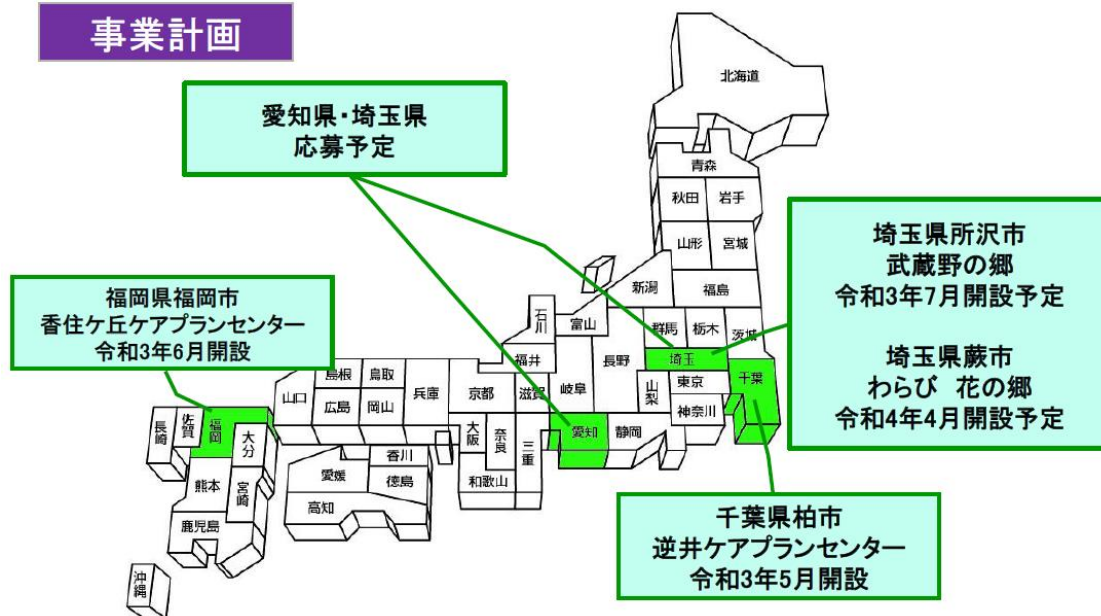 事業計画
愛知県・埼玉県
応募予定
埼玉県所沢市
武蔵野の郷
令和3年7月開設予定
埼玉県蕨市
わらび 花の郷
令和4年4月開設予定
福岡県福岡市
香住ケ丘ケアプランセンター
令和3年6月開設
千葉県柏市
逆井ケアプランセンター
令和3年5月開設
北海道
青森
秋田
岩手
山形
宮城
新潟
福島
石川
富山
群馬
栃木
茨城
福井
長野
埼玉
千葉
島根
鳥取
兵庫
京都
滋賀
岐阜
山梨
東京
山口
広島
岡山
神奈川
長崎
佐賀
福岡
大分
大阪
奈良
三重
愛知
静岡
香川
愛媛
徳島
和歌山
熊本
宮崎
高知
鹿児島
沖縄